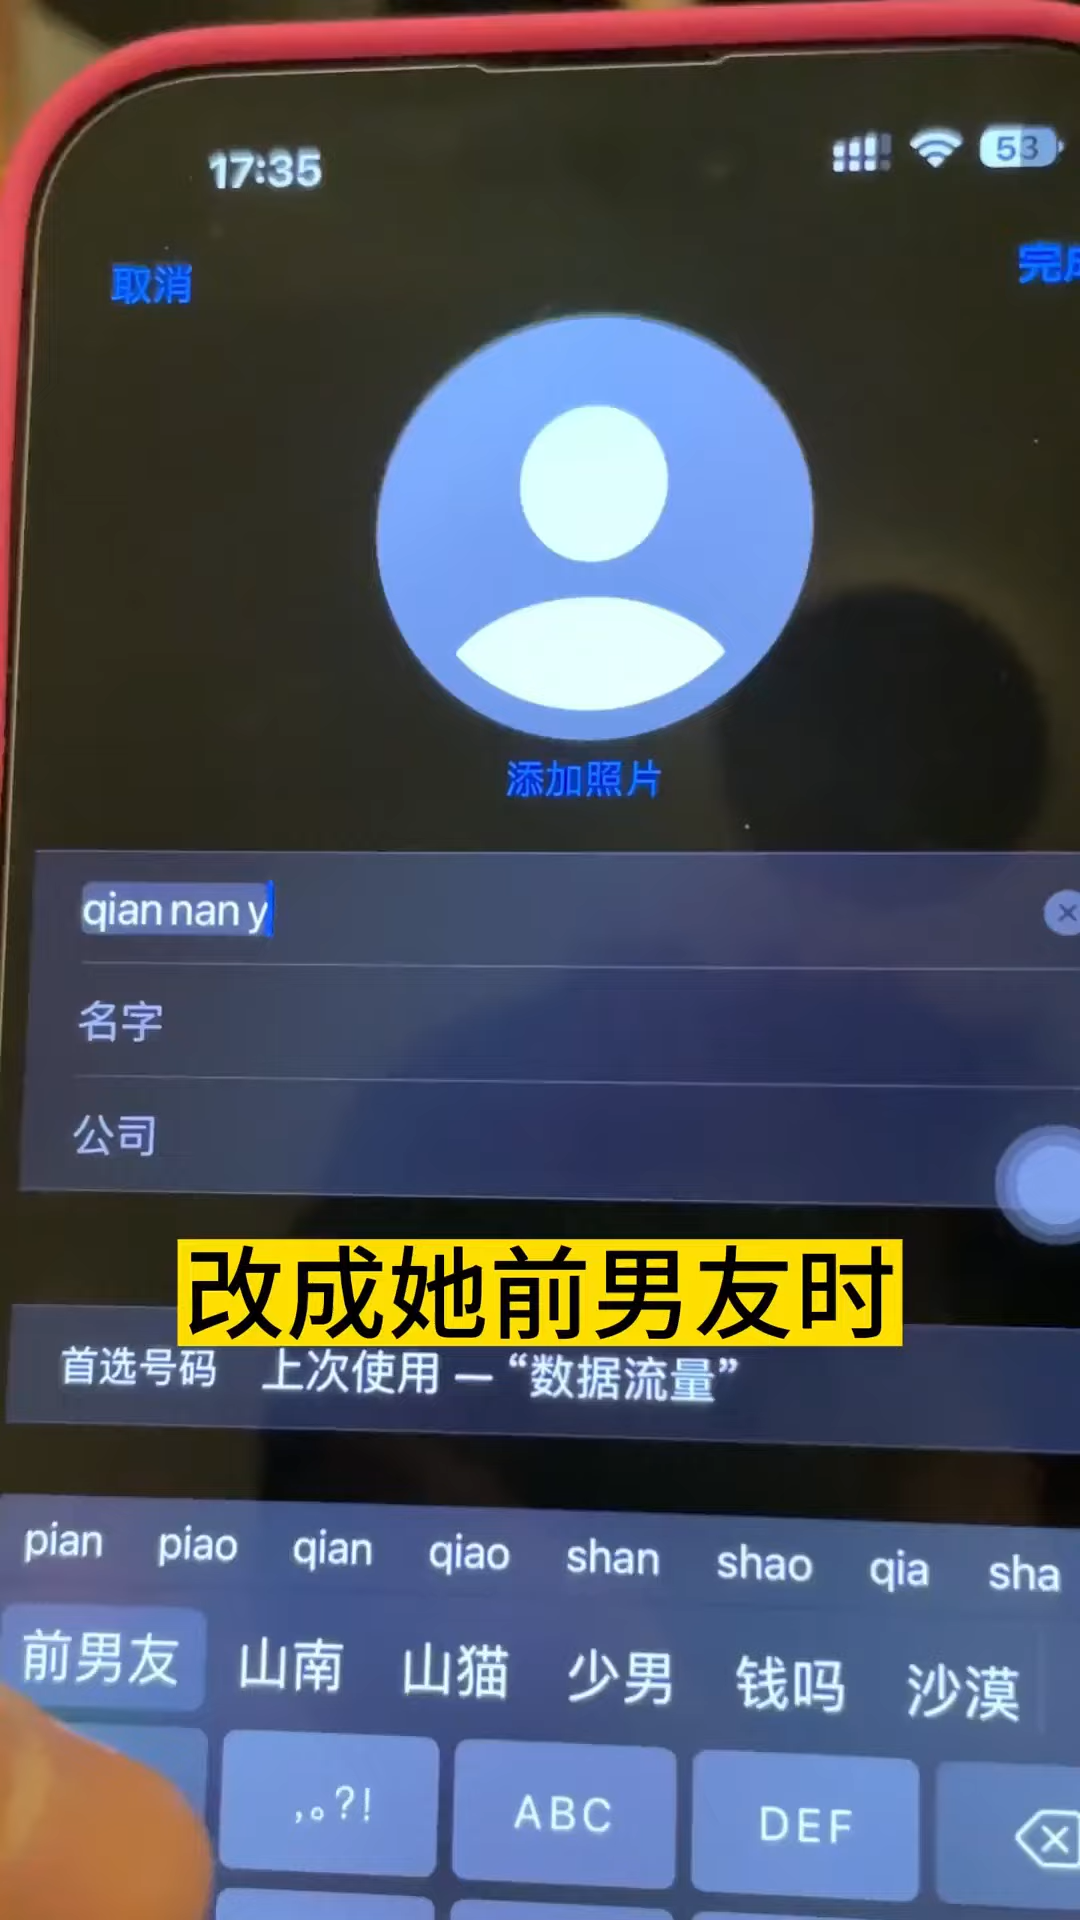 17:35
53
取消
完成
添加照片
qian nan y
名字
公司
改成她前男友时
首选号码 上次使用 — “数据流量”
pian piao qian qiao shan shao qia sha
前男友 山南 山猫 少男 钱吗 沙漠
,。?! ABC DEF